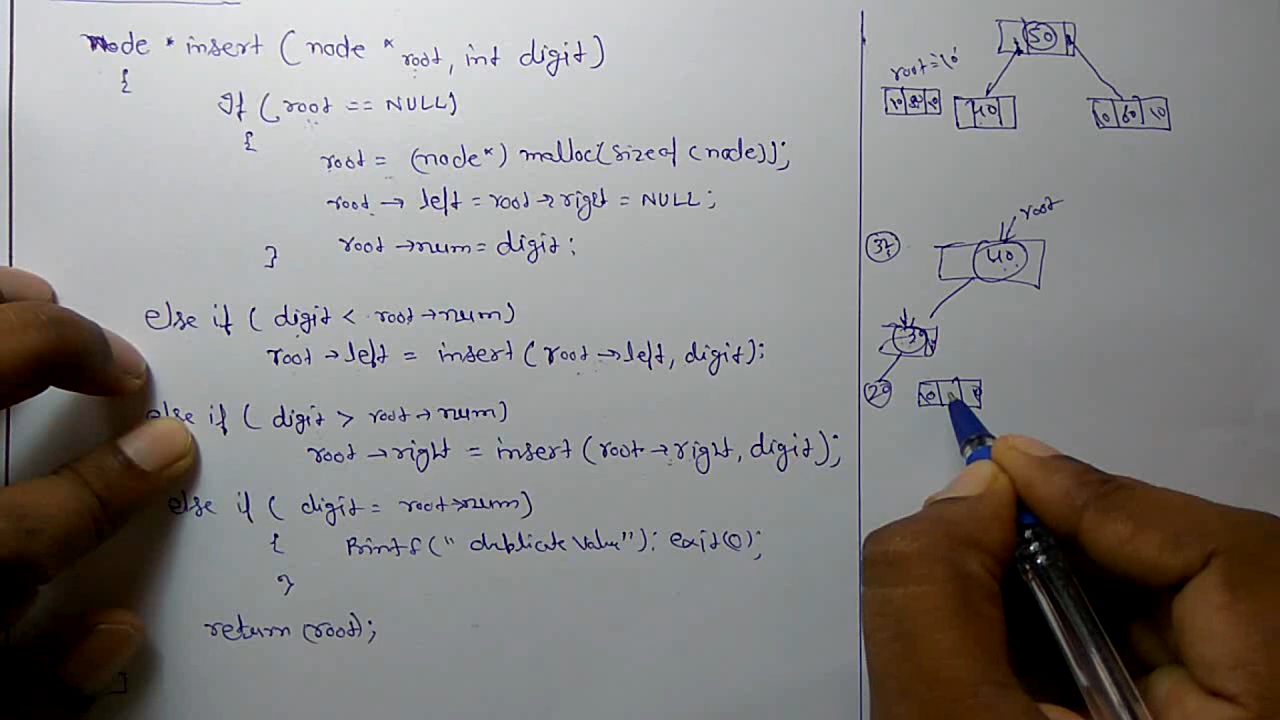 Node * insert (node * root, int digit)
{
If (root == NULL)
{
root = (node*) malloc(sizeof (node));
root → left = root → right = NULL;
root → num = digit;
}
else if ( digit < root → num)
root → left = insert (root → left, digit);
else if ( digit > root → num)
root → right = insert (root → right, digit);
else if ( digit = root → num)
{ Printf (" duplicate value"); exit(0);
}
return (root);
50
root = 10
40
10 60 10
root
40
20